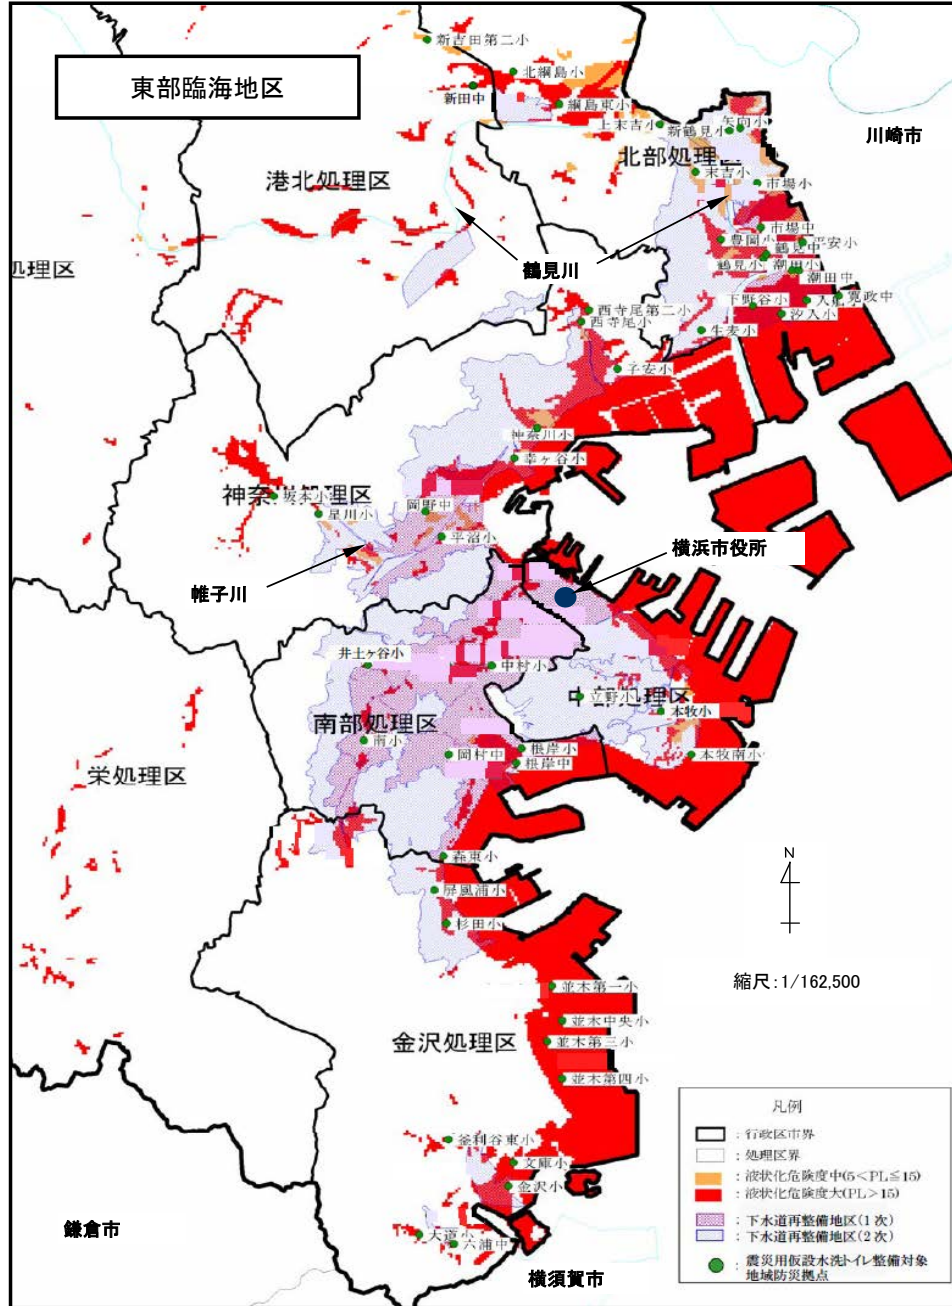 東部臨海地区
新吉田第二小
北綱島小
新田中
綱島東小
上末吉小
新鶴見小
矢向小
川崎市
北部処理区
港北処理区
末吉小
市場小
処理区
市場中
豊岡小
鶴見中
平安小
鶴見川
鶴見小
潮田小
潮田中
下野谷小
入船
寛政中
西寺尾第二小
汐入小
西寺尾小
生麦小
子安小
神奈川小
幸ヶ谷小
神奈川処理区
坂本小
星川小
岡野中
平沼小
横浜市役所
帷子川
井土ヶ谷小
中村小
中部処理区
立野小
本牧小
南部処理区
南小
岡村中
根岸小
根岸中
本牧南小
栄処理区
森東小
屏風浦小
杉田小
N
縮尺:1/162,500
並木第一小
並木中央小
金沢処理区
並木第三小
並木第四小
釜利谷東小
文庫小
金沢小
大道小
六浦中
鎌倉市
横須賀市
凡例
：行政区市界
：処理区界
：液状化危険度中(5<PL≦15)
：液状化危険度大(PL>15)
：下水道再整備地区(1次)
：下水道再整備地区(2次)
：震災用仮設水洗トイレ整備対象
地域防災拠点